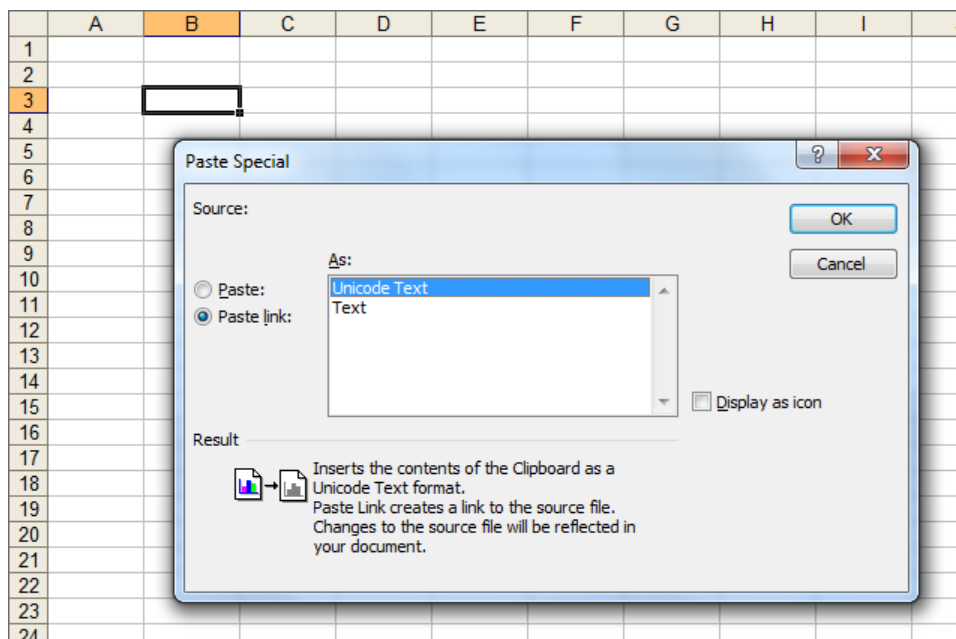 A B C D E F G H I
1
2
3
4
5
Paste Special
6
7
Source:
OK
8
9
As:
Cancel
10
Paste:
Unicode Text
11
Paste link:
Text
12
13
14
15
Display as icon
16
Result
17
Inserts the contents of the Clipboard as a
18
Unicode Text format.
19
Paste Link creates a link to the source file.
20
Changes to the source file will be reflected in
your document.
21
22
23
24